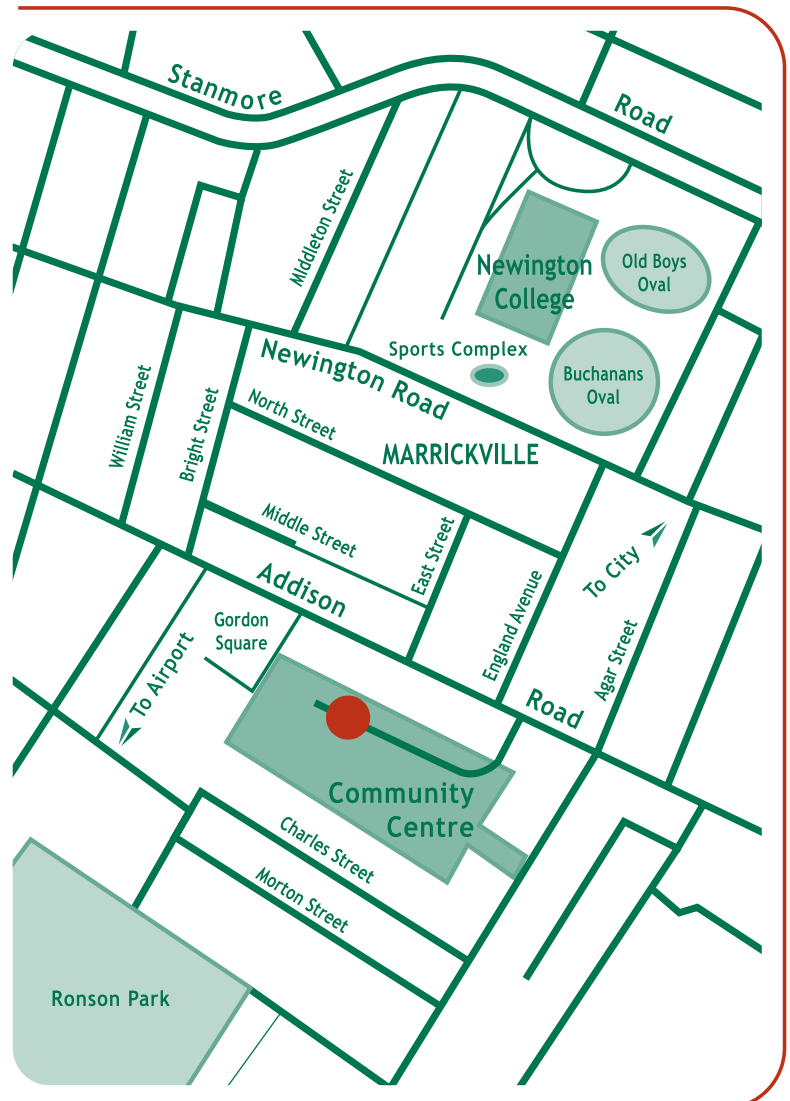 Stanmore
Road
Middleton Street
Newington
College
Old Boys
Oval
Sports Complex
Buchanans
Oval
Newington Road
William Street
Bright Street
North Street
MARRICKVILLE
Middle Street
East Street
To City
Addison
Road
England Avenue
Agar Street
Gordon
Square
To Airport
Community
Centre
Charles Street
Morton Street
Ronson Park